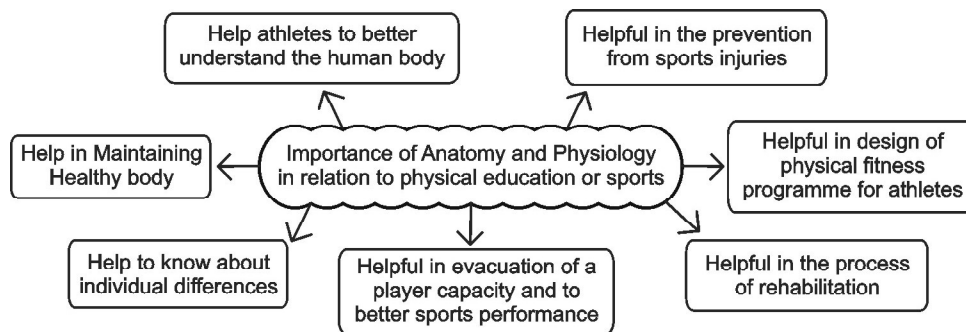 Help athletes to better
understand the human body
Helpful in the prevention
from sports injuries
Help in Maintaining
Healthy body
Importance of Anatomy and Physiology
in relation to physical education or sports
Helpful in design of
physical fitness
programme for athletes
Help to know about
individual differences
Helpful in evacuation of a
player capacity and to
better sports performance
Helpful in the process
of rehabilitation